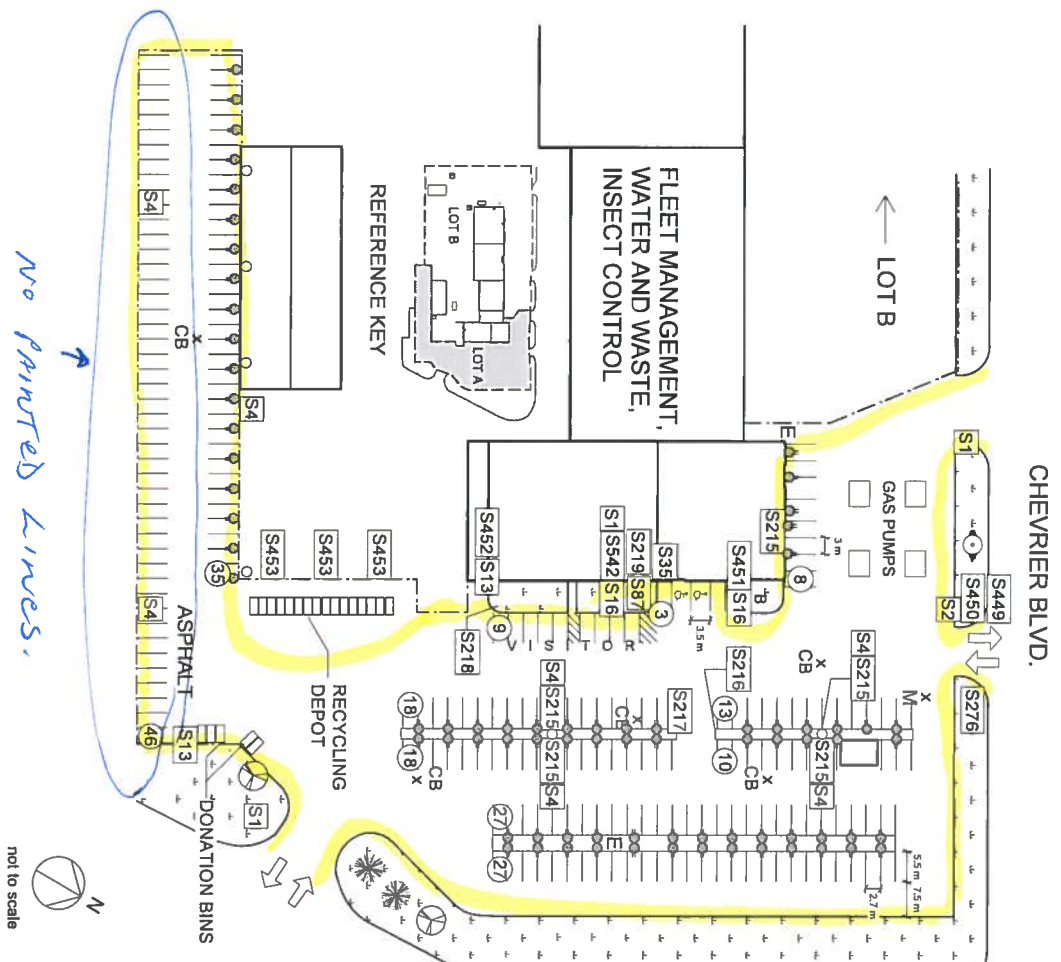 CHEVRIER BLVD.
LOT B
S1
S450
S449
S2
S276
GAS PUMPS
E
S215
3 m
8
FLEET MANAGEMENT,
WATER AND WASTE,
INSECT CONTROL
S451
S16
B
3.5 m
S35
3
S219
S87
S1
S542
S16
S452
S13
9
VISITOR
S218
S216
S217
M
CB
S4
S215
13
10
CB
S215
S4
18
18
S4
S215
S215
S4
CB
CB
27
27
E
5.5 m
7.5 m
2.7 m
REFERENCE KEY
LOT B
LOT A
S4
CB
S4
35
S453
S453
S453
RECYCLING
DEPOT
S4
ASPHALT
46
S13
DONATION BINS
S1
N
not to scale
NO PAINTED LINES.